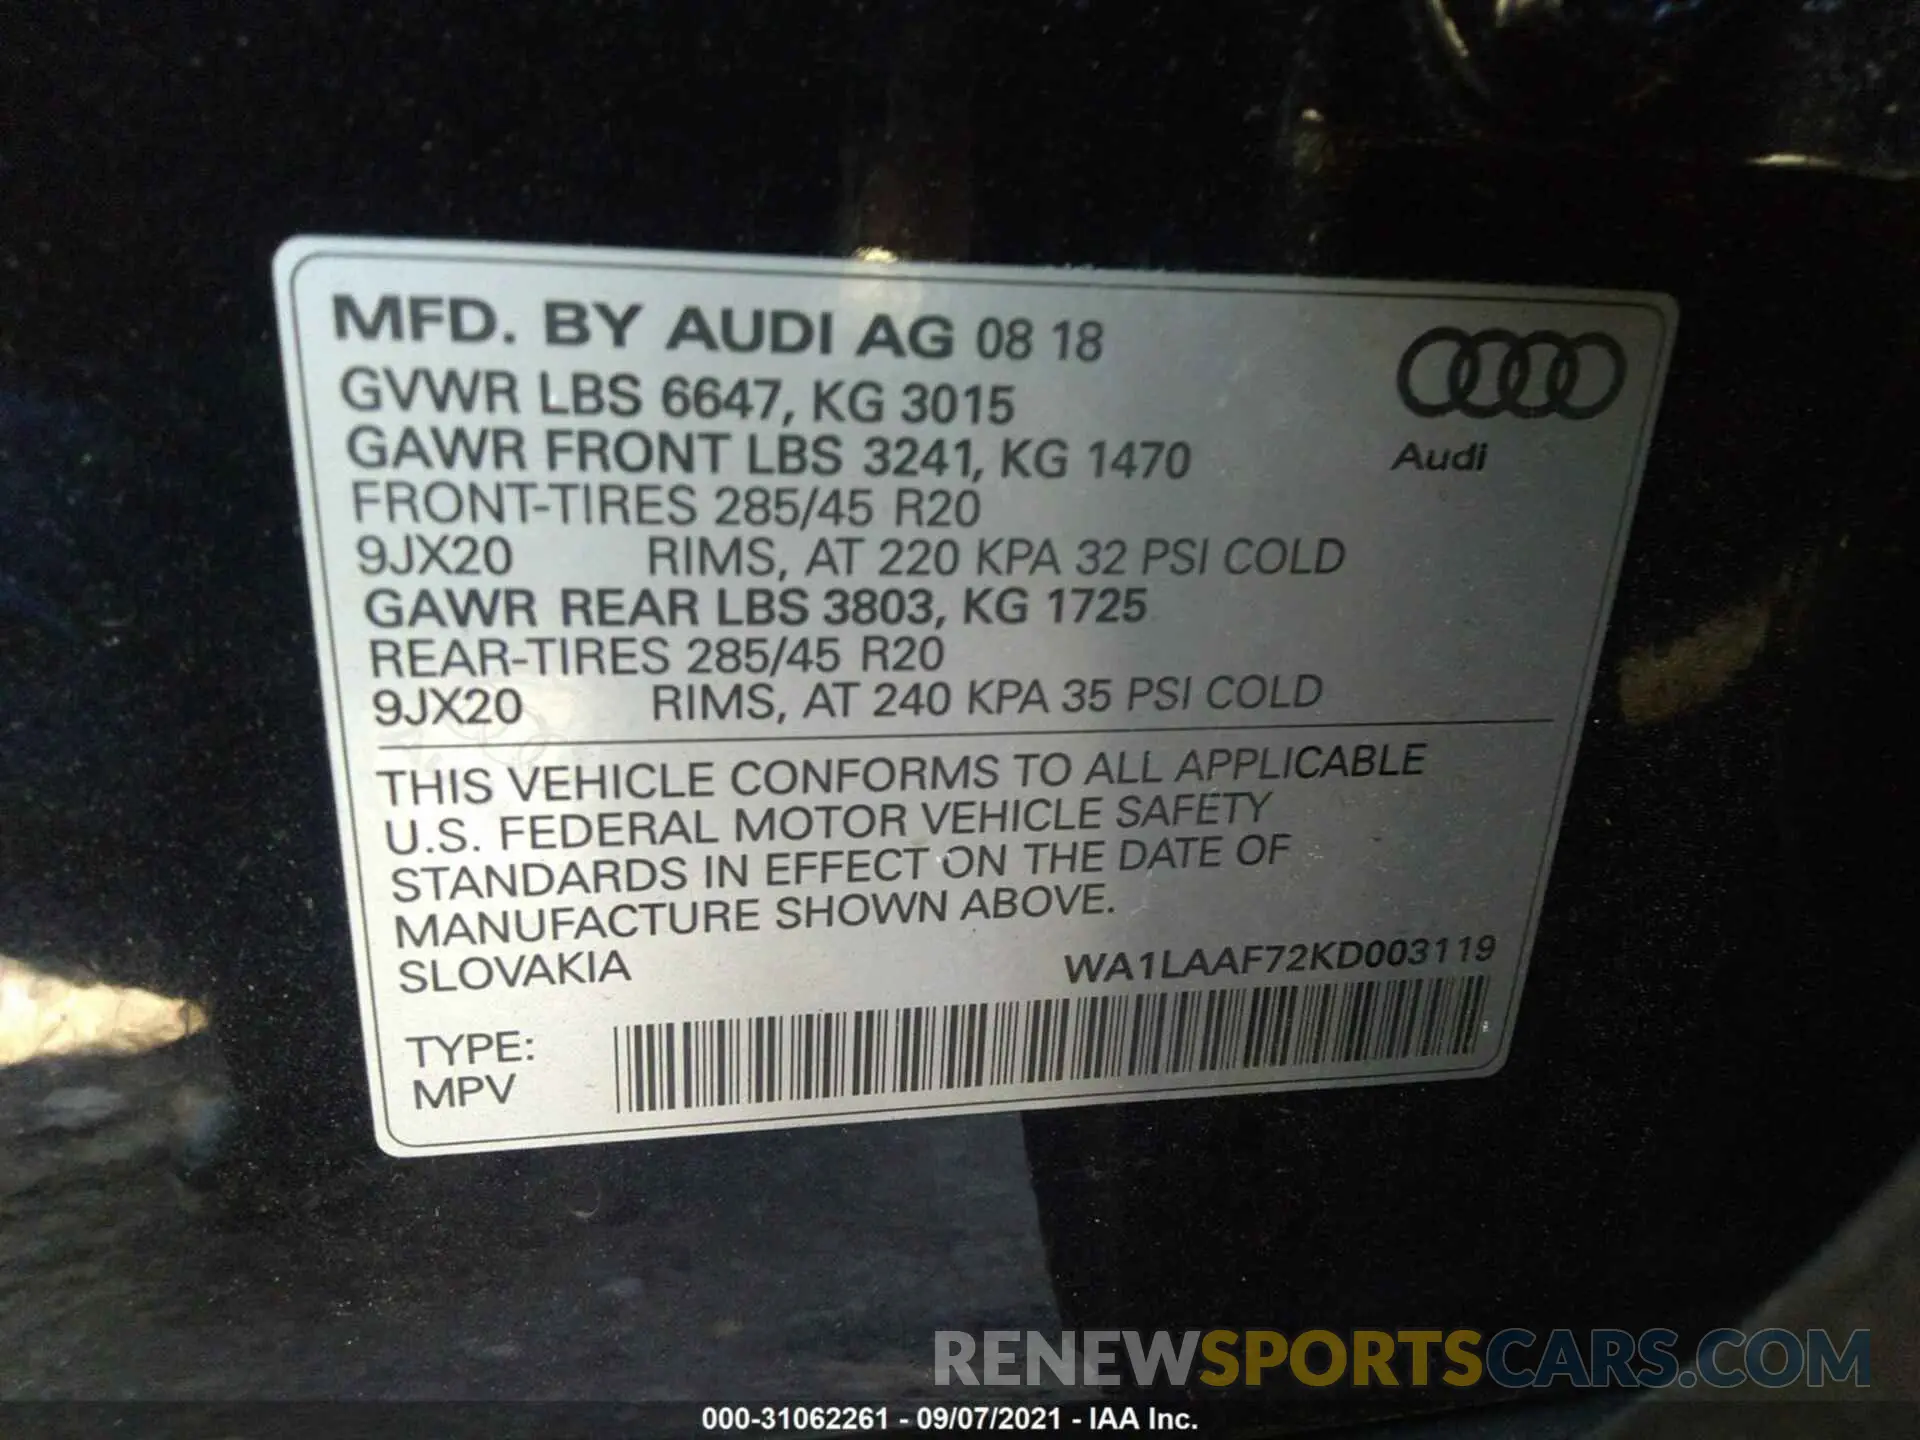 MFD. BY AUDI AG 08 18
GVWR LBS 6647, KG 3015
GAWR FRONT LBS 3241, KG 1470
Audi
FRONT-TIRES 285/45 R20
9JX20 RIMS, AT 220 KPA 32 PSI COLD
GAWR REAR LBS 3803, KG 1725
REAR-TIRES 285/45 R20
9JX20 RIMS, AT 240 KPA 35 PSI COLD
THIS VEHICLE CONFORMS TO ALL APPLICABLE
U.S. FEDERAL MOTOR VEHICLE SAFETY
STANDARDS IN EFFECT ON THE DATE OF
MANUFACTURE SHOWN ABOVE.
SLOVAKIA WA1LAAF72KD003119
TYPE:
MPV
RENEWSPORTSCARS.COM
000-31062261 - 09/07/2021 - IAA Inc.